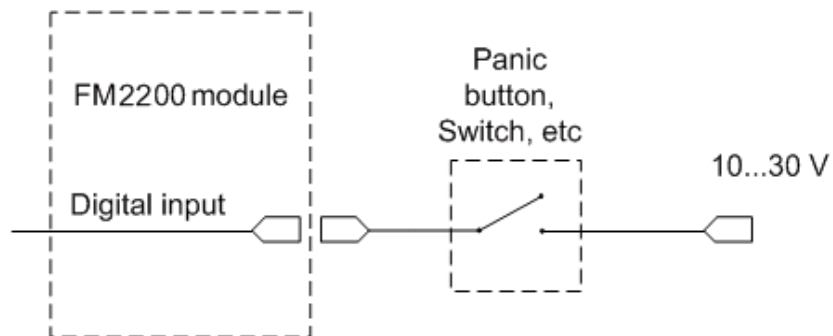 FM2200 module
Panic
button,
Switch, etc
10...30 V
Digital input